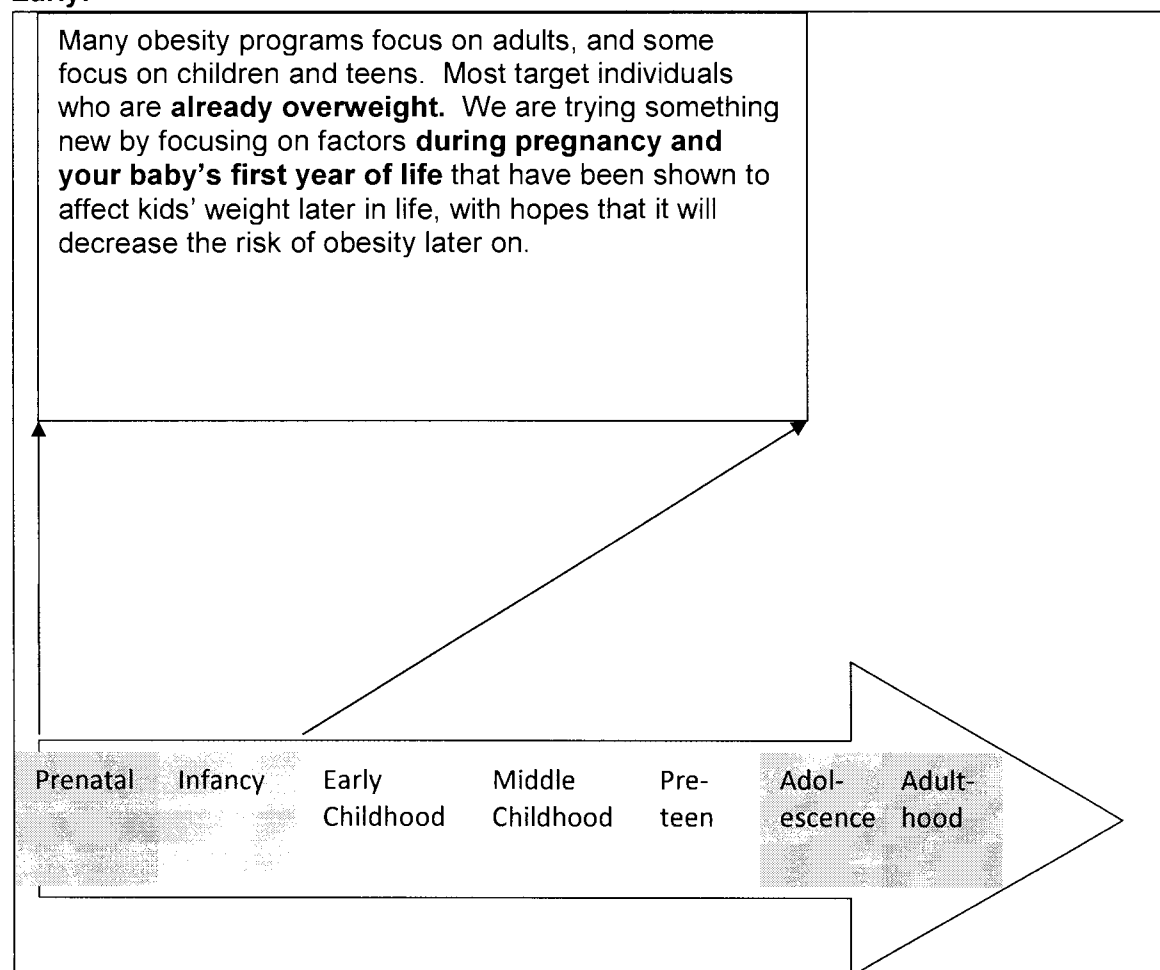 Many obesity programs focus on adults, and some
focus on children and teens. Most target individuals
who are already overweight. We are trying something
new by focusing on factors during pregnancy and
your baby's first year of life that have been shown to
affect kids' weight later in life, with hopes that it will
decrease the risk of obesity later on.
Prenatal Infancy Early Middle Pre- Adol- Adult-
Childhood Childhood teen escence hood